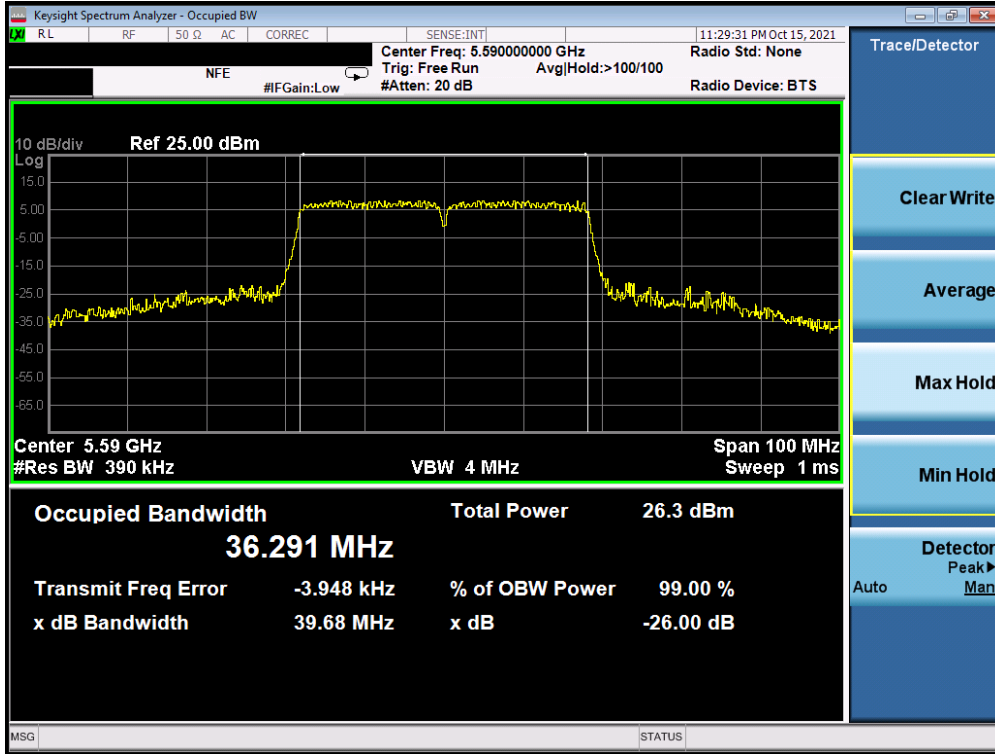 Keysight Spectrum Analyzer - Occupied BW
LXI RL RF 50 Ω AC CORREC SENSE:INT 11:29:31 PM Oct 15, 2021
Center Freq: 5.590000000 GHz Radio Std: None
NFE Trig: Free Run Avg|Hold:>100/100
#IFGain:Low #Atten: 20 dB Radio Device: BTS
10 dB/div Ref 25.00 dBm
Log
15.0
5.00
-5.00
-15.0
-25.0
-35.0
-45.0
-55.0
-65.0
Center 5.59 GHz Span 100 MHz
#Res BW 390 kHz VBW 4 MHz Sweep 1 ms
Occupied Bandwidth Total Power 26.3 dBm
36.291 MHz
Transmit Freq Error -3.948 kHz % of OBW Power 99.00 %
x dB Bandwidth 39.68 MHz x dB -26.00 dB
Trace/Detector
Clear Write
Average
Max Hold
Min Hold
Detector
Peak▶
Auto Man
MSG STATUS